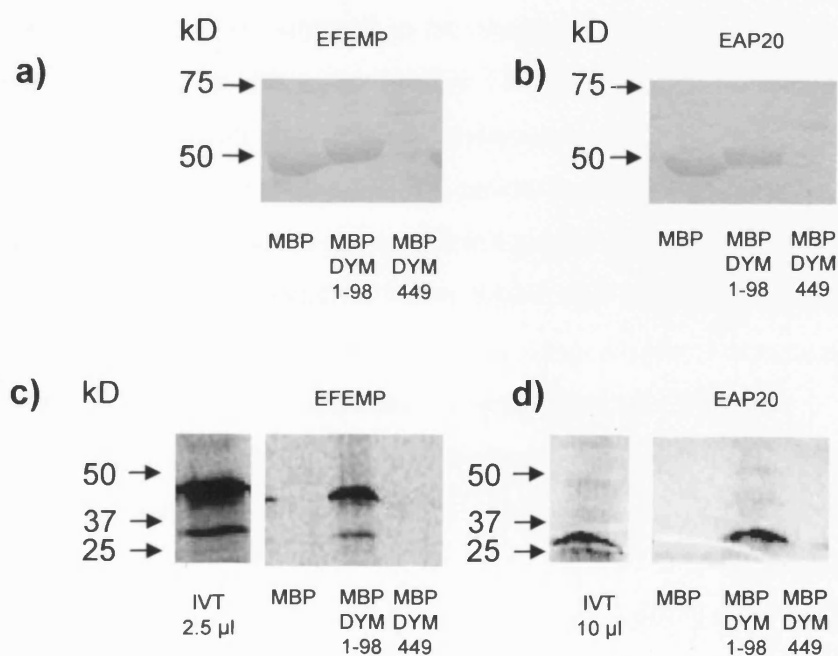 kD
EFEMP
a)
75
50
MBP
MBP
DYM
1-98
MBP
DYM
449
EAP20
b)
75
50
MBP
MBP
DYM
1-98
MBP
DYM
449
c)
kD
EFEMP
50
37
25
IVT
2.5 µl
MBP
MBP
DYM
1-98
MBP
DYM
449
d)
EAP20
50
37
25
IVT
10 µl
MBP
MBP
DYM
1-98
MBP
DYM
449
kD